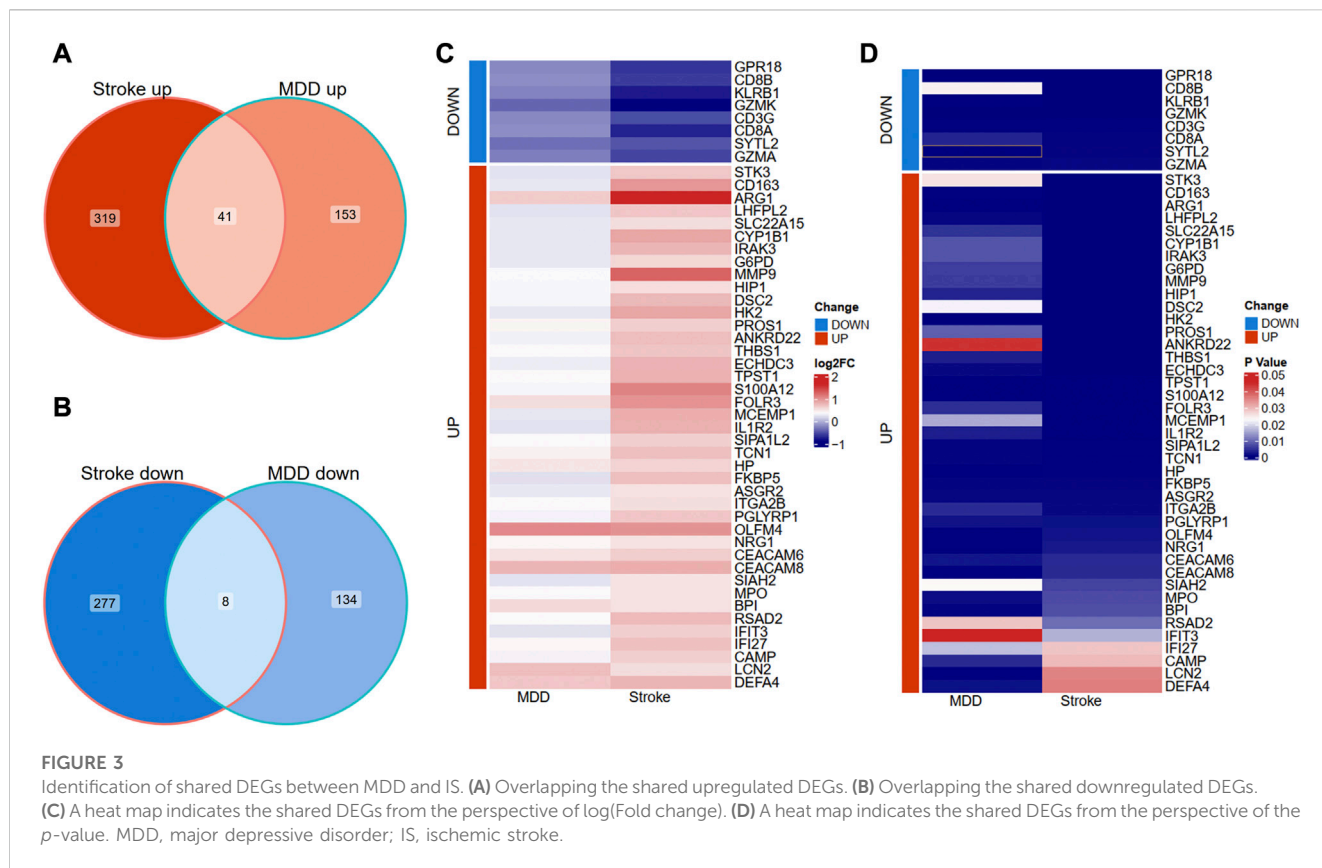 A
Stroke up
MDD up
319
41
153
B
Stroke down
MDD down
277
8
134
C
DOWN
UP
GPR18
CD8B
KLRB1
GZMK
CD3G
CD8A
SYTL2
GZMA
STK3
CD163
ARG1
LHFPL2
SLC22A15
CYP1B1
IRAK3
G6PD
MMP9
HIP1
DSC2
HK2
PROS1
ANKRD22
THBS1
ECHDC3
TPST1
S100A12
FOLR3
MCEMP1
IL1R2
SIPA1L2
TCN1
HP
FKBP5
ASGR2
ITGA2B
PGLYRP1
OLFM4
NRG1
CEACAM6
CEACAM8
SIAH2
MPO
BPI
RSAD2
IFIT3
IFI27
CAMP
LCN2
DEFA4
MDD Stroke
Change
DOWN
UP
log2FC
2
1
0
−1
D
DOWN
UP
GPR18
CD8B
KLRB1
GZMK
CD3G
CD8A
SYTL2
GZMA
STK3
CD163
ARG1
LHFPL2
SLC22A15
CYP1B1
IRAK3
G6PD
MMP9
HIP1
DSC2
HK2
PROS1
ANKRD22
THBS1
ECHDC3
TPST1
S100A12
FOLR3
MCEMP1
IL1R2
SIPA1L2
TCN1
HP
FKBP5
ASGR2
ITGA2B
PGLYRP1
OLFM4
NRG1
CEACAM6
CEACAM8
SIAH2
MPO
BPI
RSAD2
IFIT3
IFI27
CAMP
LCN2
DEFA4
MDD Stroke
Change
DOWN
UP
P Value
0.05
0.04
0.03
0.02
0.01
0
FIGURE 3
Identification of shared DEGs between MDD and IS. (A) Overlapping the shared upregulated DEGs. (B) Overlapping the shared downregulated DEGs.
(C) A heat map indicates the shared DEGs from the perspective of log(Fold change). (D) A heat map indicates the shared DEGs from the perspective of the
p-value. MDD, major depressive disorder; IS, ischemic stroke.